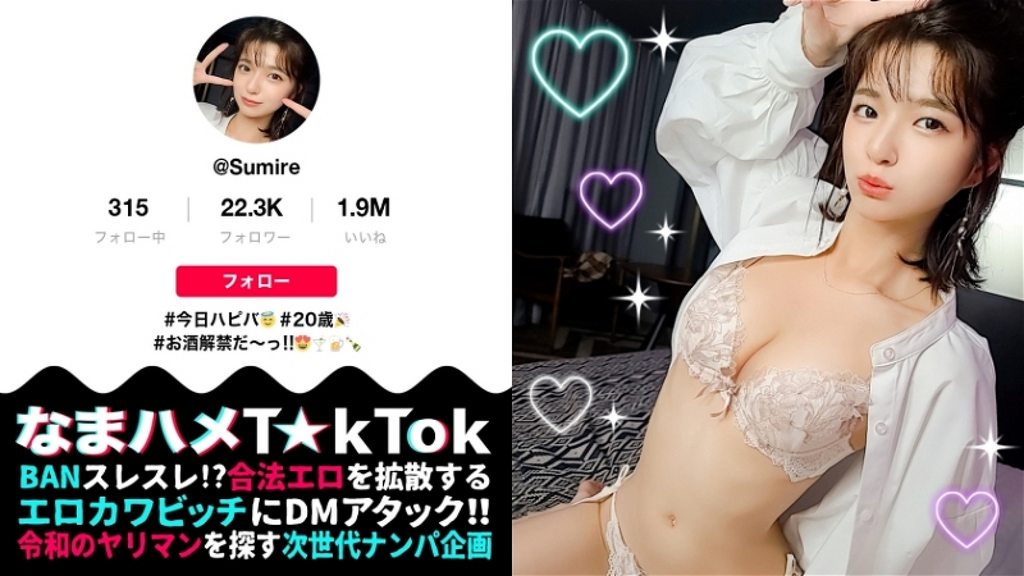 @Sumire
315
22.3K
1.9M
フォロー中
フォロワー
いいね
フォロー
#今日ハピバ😇 #20歳🎉
#お酒解禁だ〜っ!!😍🍸🍻🍾
なまハメT★kTok
BANスレスレ!?合法エロを拡散する
エロカワビッチにDMアタック!!
令和のヤリマンを探す次世代ナンパ企画